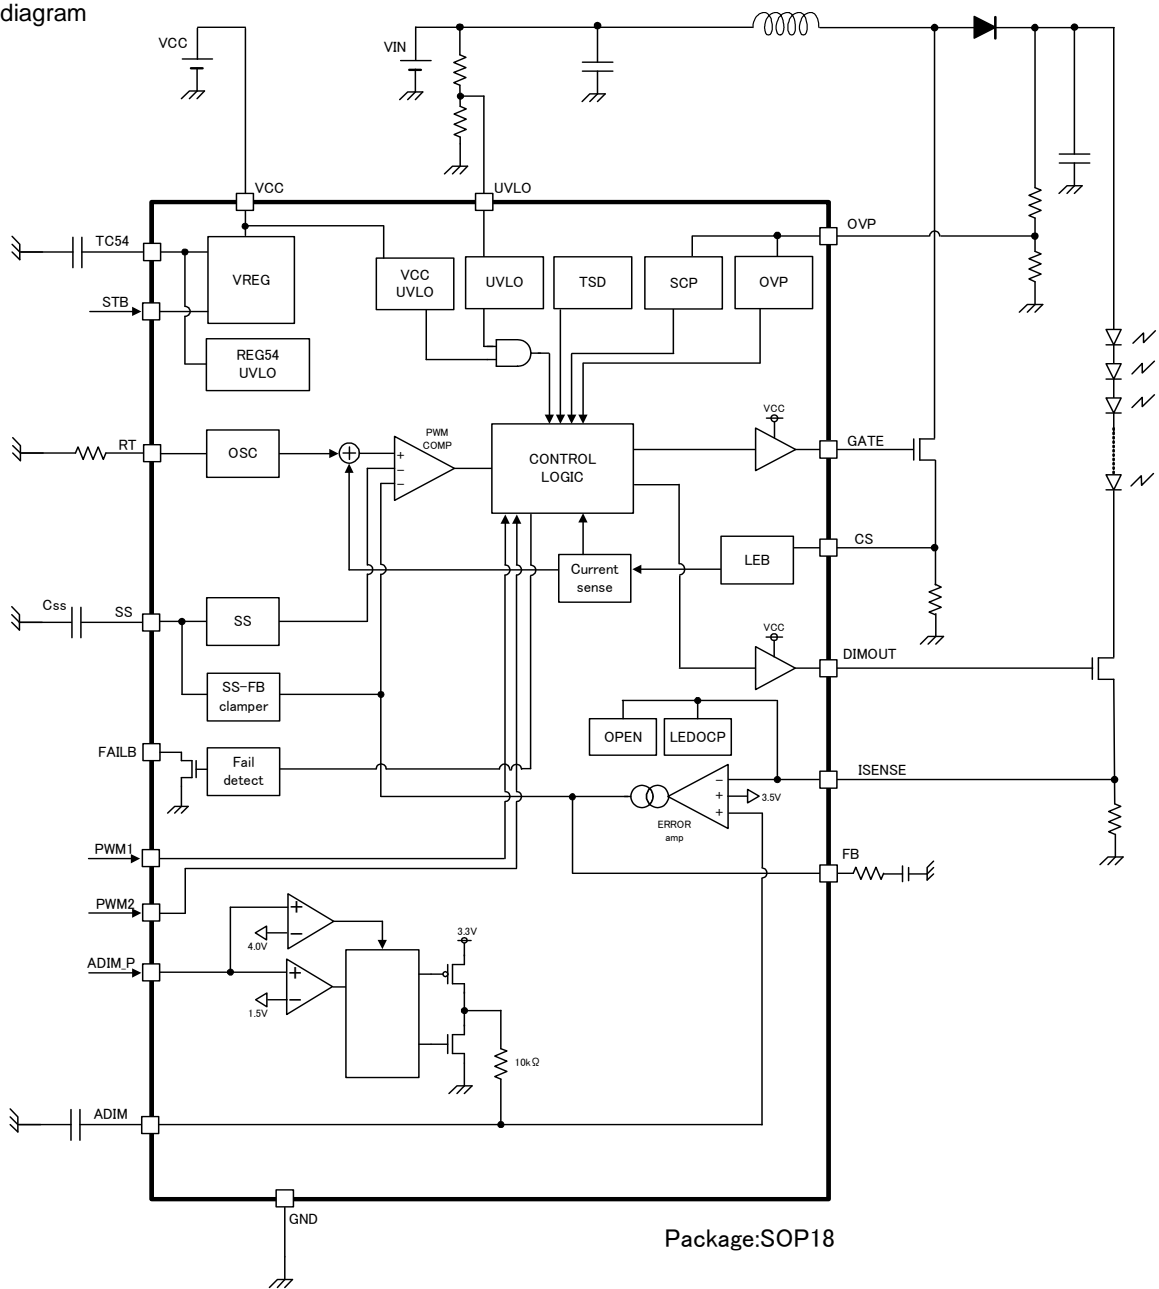 diagram
VCC
VIN
VCC
UVLO
TC54
OVP
STB
VREG
VCC
UVLO
UVLO
TSD
SCP
OVP
REG54
UVLO
RT
OSC
PWM
COMP
+
−
−
CONTROL
LOGIC
VCC
GATE
CS
LEB
Current
sense
Css
SS
SS
VCC
DIMOUT
SS-FB
clamper
OPEN
LEDOCP
FAILB
Fail
detect
ISENSE
−
+
+
3.5V
ERROR
amp
PWM1
FB
PWM2
+
−
4.0V
3.3V
ADIM_P
+
−
1.5V
10kΩ
ADIM
GND
Package:SOP18